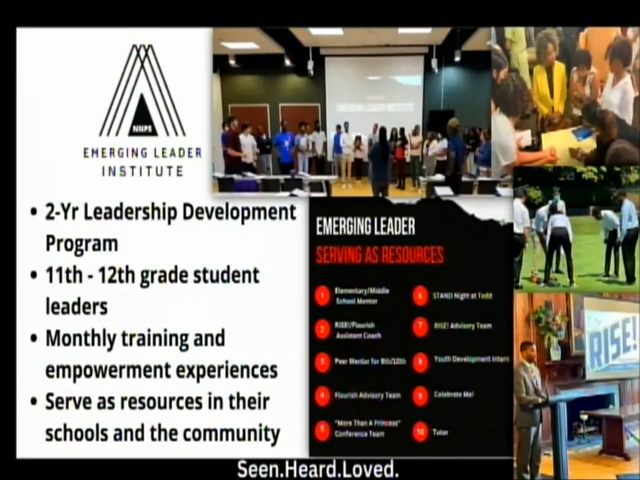 NNPS
EMERGING LEADER
INSTITUTE
EMERGING LEADER INSTITUTE
• 2-Yr Leadership Development
Program
• 11th - 12th grade student
leaders
• Monthly training and
empowerment experiences
• Serve as resources in their
schools and the community
EMERGING LEADER
SERVING AS RESOURCES
1 Elementary/Middle
School Mentor
2 RISE!/Flourish
Assistant Coach
3 Peer Mentor for 9th/10th
4 Flourish Advisory Team
5 "More Than A Princess"
Conference Team
6 STAND Night at Todd
7 RISE! Advisory Team
8 Youth Development Intern
9 Celebrate Me!
10 Tutor
RISE!
Seen.Heard.Loved.